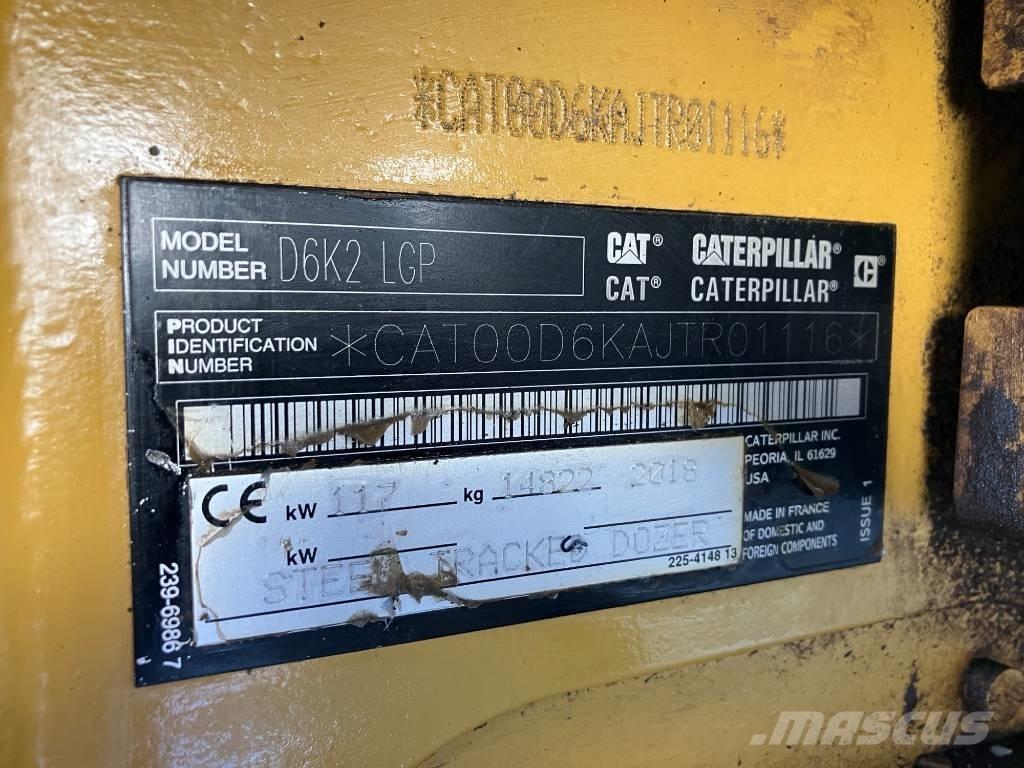 *CAT00D6KAJTR01116*
MODEL NUMBER D6K2 LGP
CAT® CATERPILLAR®
CAT® CATERPILLAR®
PRODUCT
IDENTIFICATION
NUMBER
*CAT00D6KAJTR01116*
CATERPILLAR INC.
PEORIA, IL 61629
USA
CE kW 117 kg 14822 2018
kW
STEEL TRACKED DOZER
225-4148 13
MADE IN FRANCE
OF DOMESTIC AND
FOREIGN COMPONENTS
ISSUE 1
239-6986 7
MASCUS